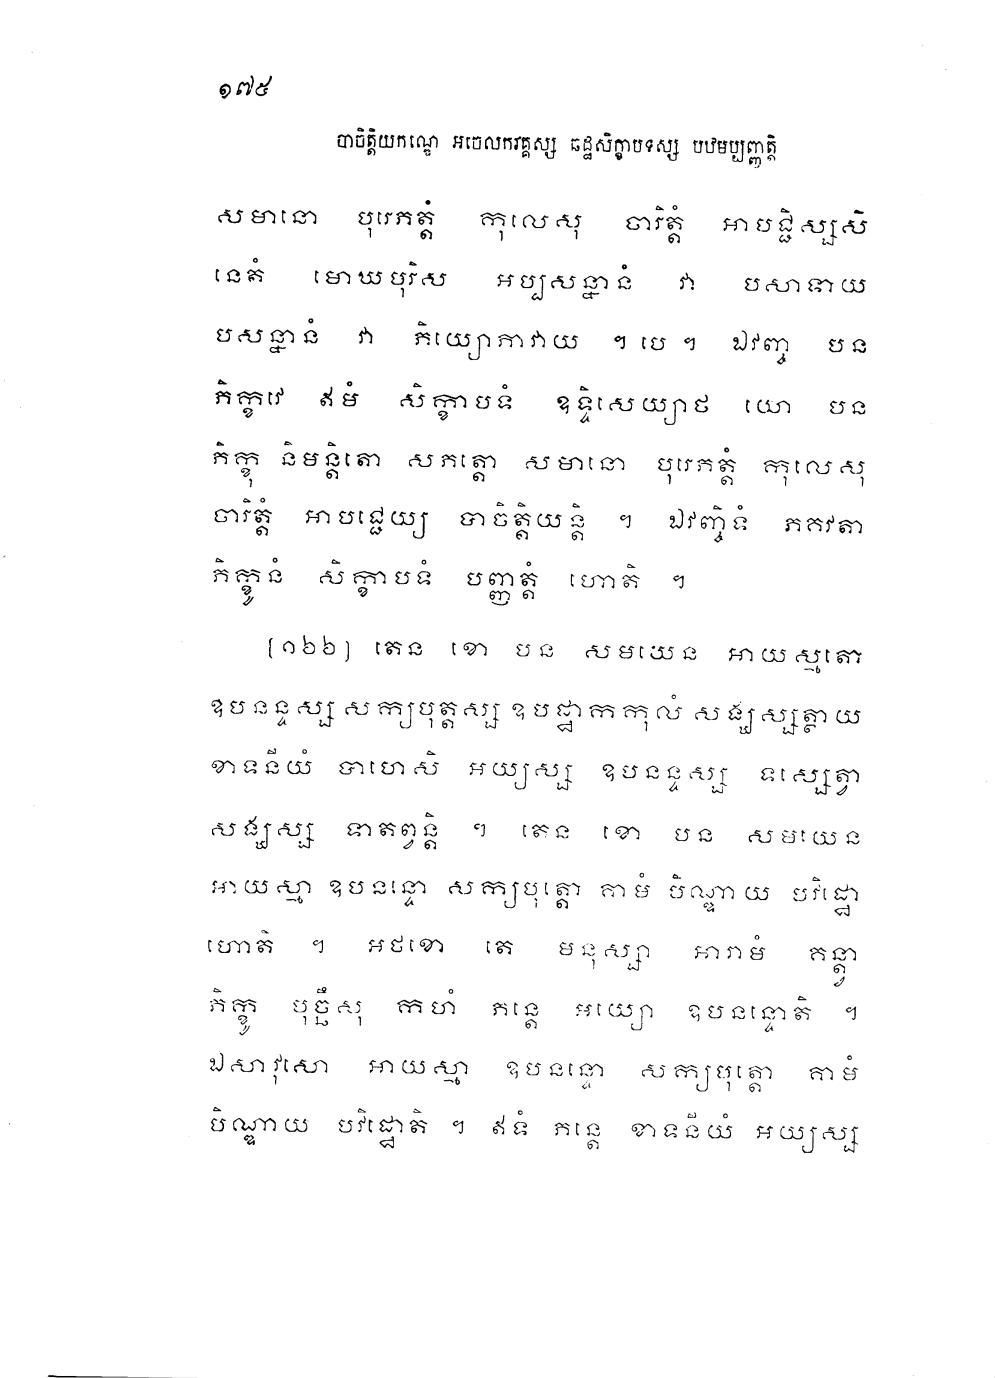 ១៧៥
បាចិត្តិយកណ្ឌេ អចេលកវគ្គស្ស ឆដ្ឋសិក្ខាបទស្ស បឋមប្បញ្ញត្តិ
សមានោ បុរេភត្តំ កុលេសុ ចារិត្តំ អាបជ្ជិស្សសិ
នេតំ មោឃបុរិស អប្បសន្នានំ វា បសាទាយ
បសន្នានំ វា ភិយ្យោភាវាយ ។ បេ ។ ឯវញ្ច បន
ភិក្ខវេ ឥមំ សិក្ខាបទំ ឧទ្ទិសេយ្យាថ យោ បន
ភិក្ខុ និមន្តិតោ សភត្តោ សមានោ បុរេភត្តំ កុលេសុ
ចារិត្តំ អាបជ្ជេយ្យ បាចិត្តិយន្តិ ។ ឯវញ្ចិទំ ភគវតា
ភិក្ខូនំ សិក្ខាបទំ បញ្ញត្តំ ហោតិ ។
[១៦៦] តេន ខោ បន សមយេន អាយស្មតោ
ឧបនន្ទស្ស សក្យបុត្តស្ស ឧបដ្ឋាកកុលំ សង្ឃស្សត្ថាយ
ខាទនីយំ បាហេសិ អយ្យស្ស ឧបនន្ទស្ស ទស្សេត្វា
សង្ឃស្ស ទាតព្វន្តិ ។ តេន ខោ បន សមយេន
អាយស្មា ឧបនន្ទោ សក្យបុត្តោ គាមំ បិណ្ឌាយ បវិដ្ឋោ
ហោតិ ។ អថខោ តេ មនុស្សា អារាមំ គន្ត្វា
ភិក្ខូ បុច្ឆឹសុ កហំ ភន្តេ អយ្យោ ឧបនន្ទោតិ ។
ឯសាវុសោ អាយស្មា ឧបនន្ទោ សក្យបុត្តោ គាមំ
បិណ្ឌាយ បវិដ្ឋោតិ ។ ឥទំ ភន្តេ ខាទនីយំ អយ្យស្ស